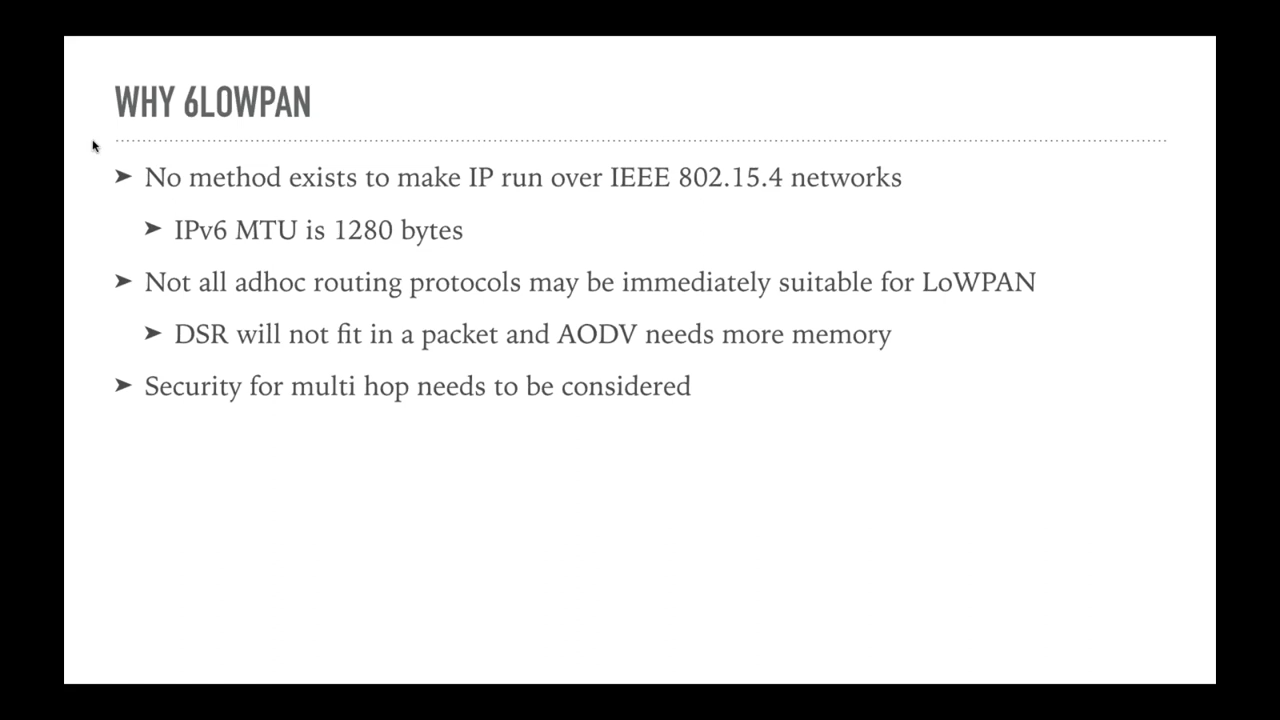 WHY 6LOWPAN
➤ No method exists to make IP run over IEEE 802.15.4 networks
➤ IPv6 MTU is 1280 bytes
➤ Not all adhoc routing protocols may be immediately suitable for LoWPAN
➤ DSR will not fit in a packet and AODV needs more memory
➤ Security for multi hop needs to be considered